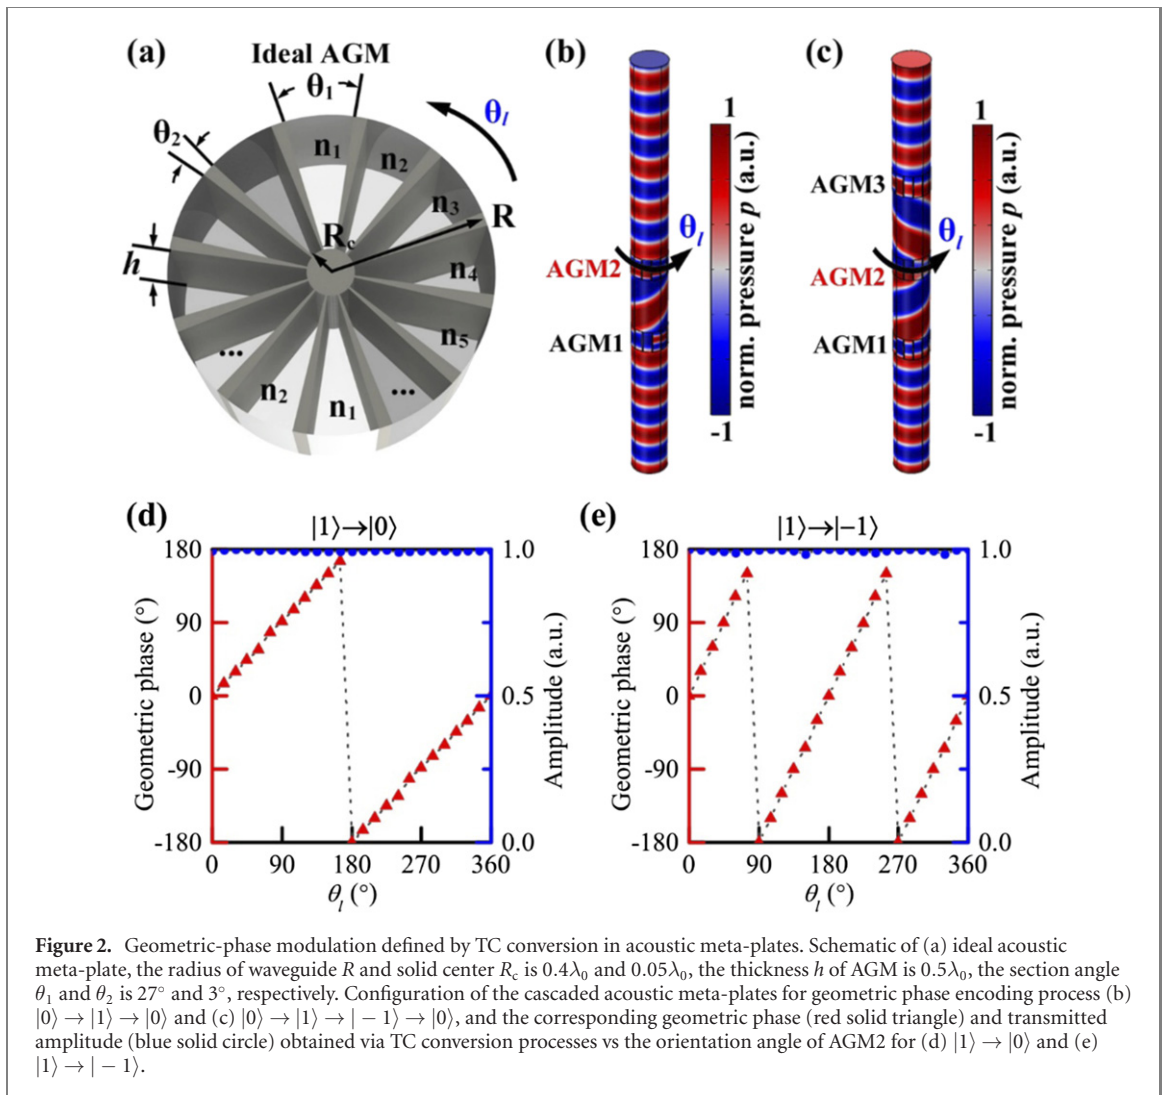 (a)
Ideal AGM
θ1
θ2
θl
n1
n2
n3
R
Rc
h
n4
n5
...
n2
n1
...
(b)
1
norm. pressure p (a.u.)
-1
θl
AGM2
AGM1
(c)
1
norm. pressure p (a.u.)
-1
AGM3
θl
AGM2
AGM1
(d)
|1⟩→|0⟩
180
90
0
-90
-180
Geometric phase (°)
1.0
0.5
0.0
Amplitude (a.u.)
0 90 180 270 360
θl (°)
(e)
|1⟩→|−1⟩
180
90
0
-90
-180
Geometric phase (°)
1.0
0.5
0.0
Amplitude (a.u.)
0 90 180 270 360
θl (°)
Figure 2. Geometric-phase modulation defined by TC conversion in acoustic meta-plates. Schematic of (a) ideal acoustic
meta-plate, the radius of waveguide R and solid center Rc is 0.4λ0 and 0.05λ0, the thickness h of AGM is 0.5λ0, the section angle
θ1 and θ2 is 27° and 3°, respectively. Configuration of the cascaded acoustic meta-plates for geometric phase encoding process (b)
|0⟩ → |1⟩ → |0⟩ and (c) |0⟩ → |1⟩ → | − 1⟩ → |0⟩, and the corresponding geometric phase (red solid triangle) and transmitted
amplitude (blue solid circle) obtained via TC conversion processes vs the orientation angle of AGM2 for (d) |1⟩ → |0⟩ and (e)
|1⟩ → | − 1⟩.